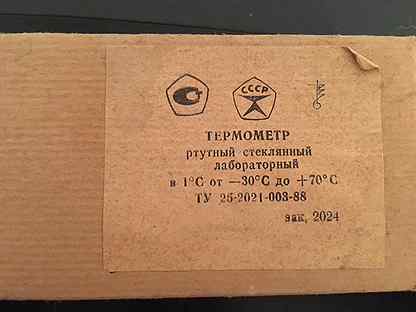 СССР
ТЕРМОМЕТР
ртутный стеклянный
лабораторный
в 1°С от —30°С до +70°С
ТУ 25-2021-003-88
зак, 2024